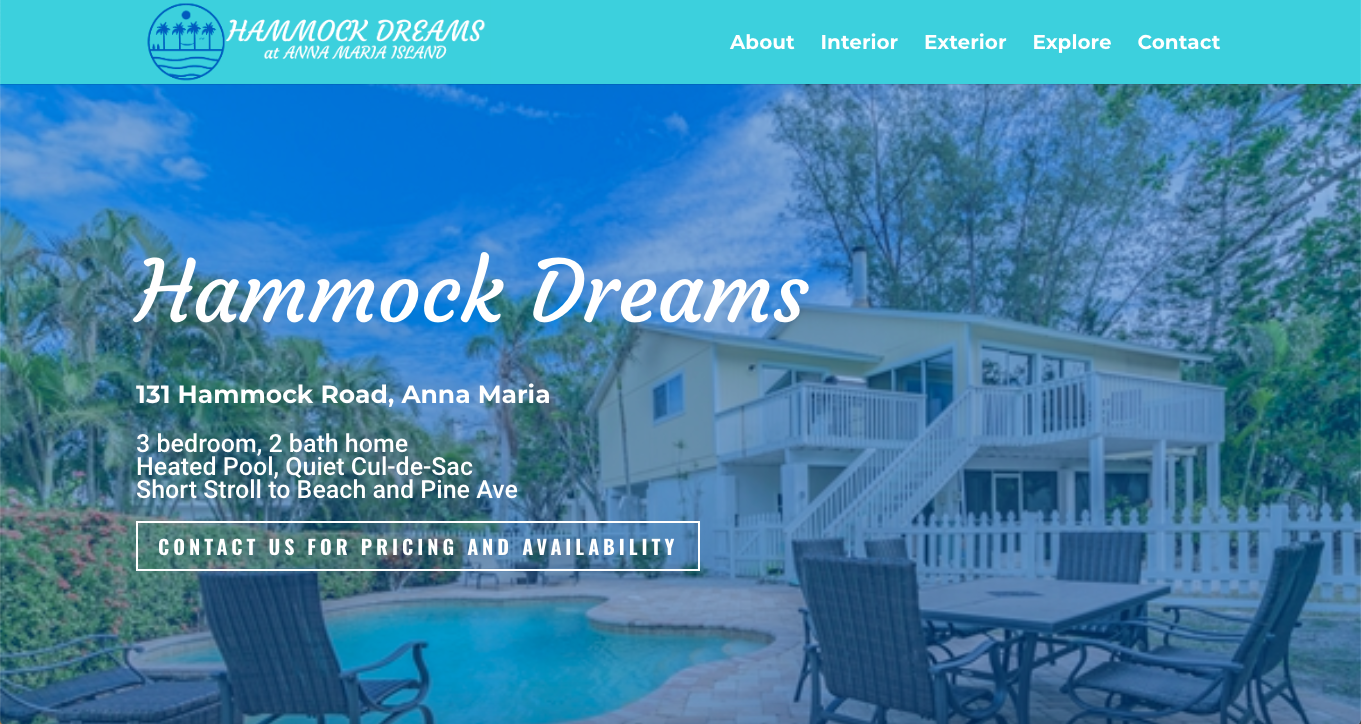 HAMMOCK DREAMS
at ANNA MARIA ISLAND
About Interior Exterior Explore Contact
Hammock Dreams
131 Hammock Road, Anna Maria
3 bedroom, 2 bath home
Heated Pool, Quiet Cul-de-Sac
Short Stroll to Beach and Pine Ave
CONTACT US FOR PRICING AND AVAILABILITY